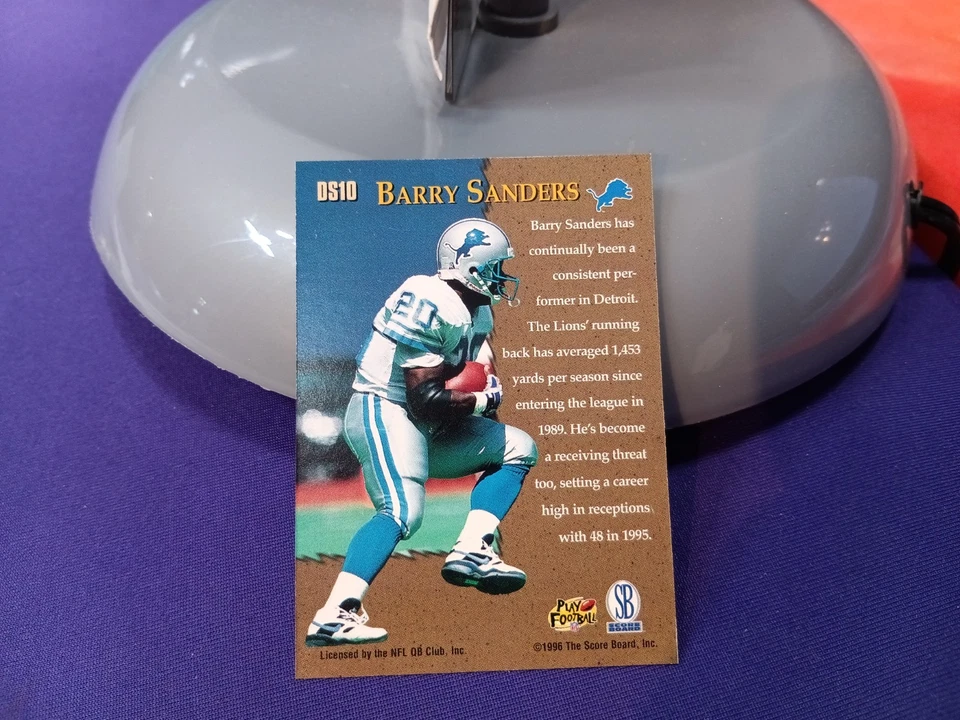 DS10 BARRY SANDERS
Barry Sanders has
continually been a
consistent per-
former in Detroit.
The Lions' running
back has averaged 1,453
yards per season since
entering the league in
1989. He's become
a receiving threat
too, setting a career
high in receptions
with 48 in 1995.
20
PLAY
FOOTBALL
SB
SCORE
BOARD
Licensed by the NFL QB Club, Inc.
©1996 The Score Board, Inc.